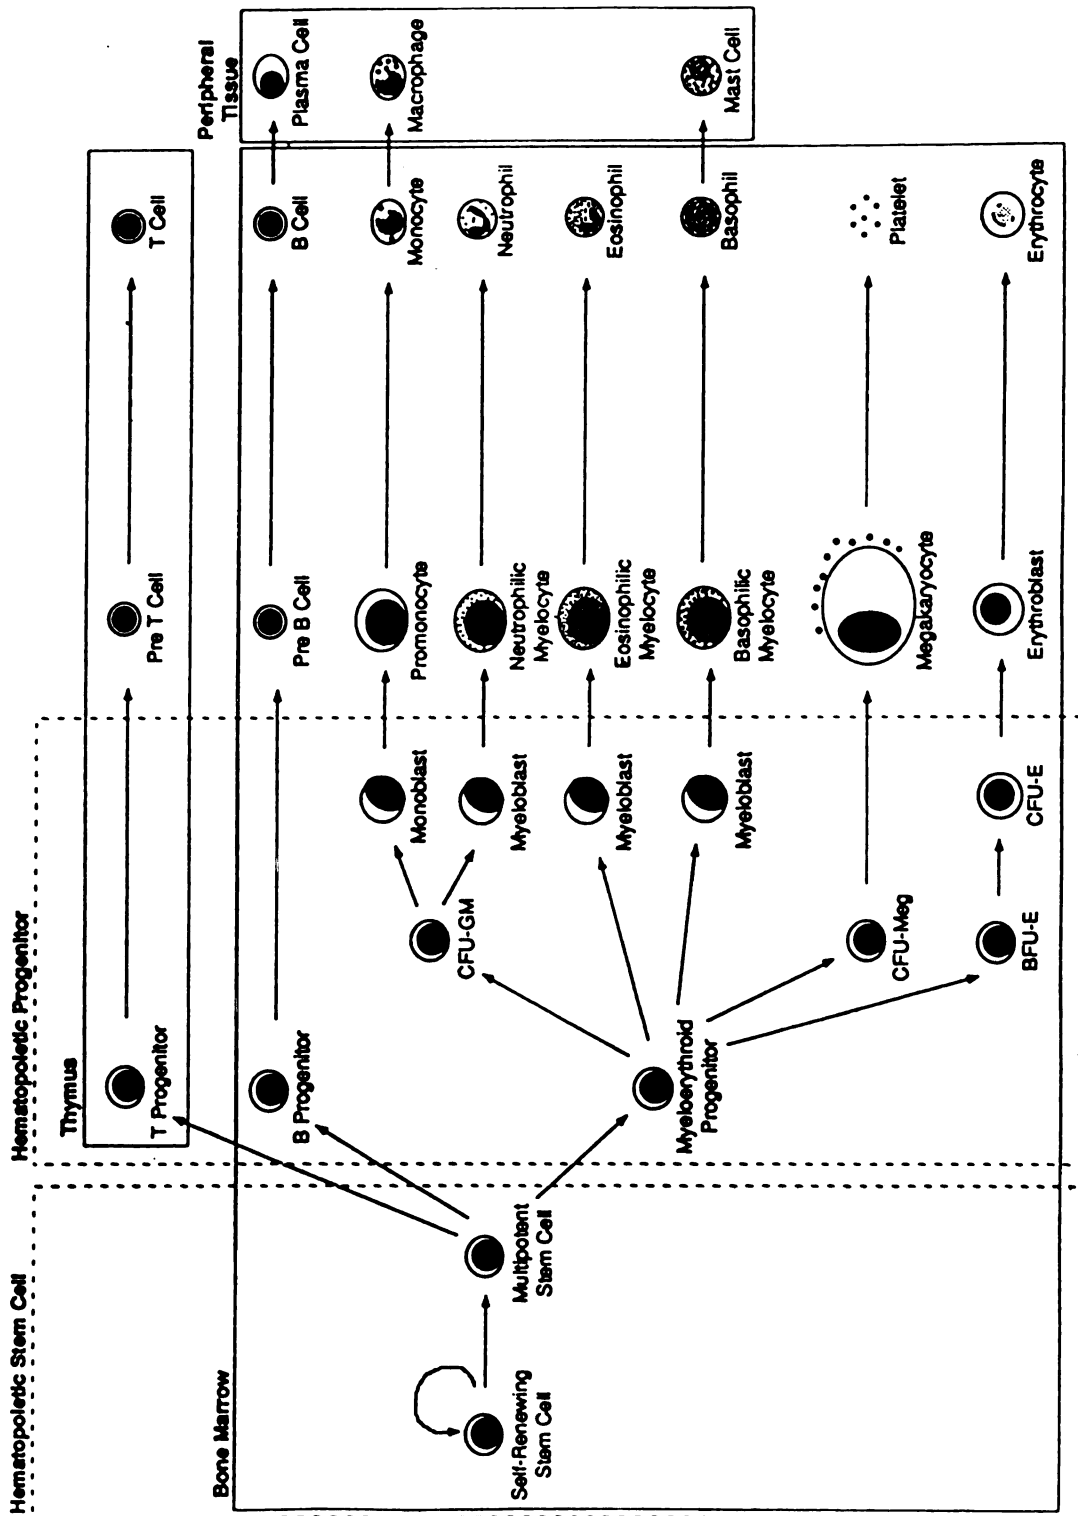 Hematopoietic Stem Cell
Hematopoietic Progenitor
Bone Marrow
Thymus
Peripheral
Tissue
Self-Renewing
Stem Cell
Multipotent
Stem Cell
T Progenitor
Pre T Cell
T Cell
B Progenitor
Pre B Cell
B Cell
Plasma Cell
Myeloerythroid
Progenitor
CFU-GM
Monoblast
Promonocyte
Monocyte
Macrophage
Myeloblast
Neutrophilic
Myelocyte
Neutrophil
Myeloblast
Eosinophilic
Myelocyte
Eosinophil
Myeloblast
Basophilic
Myelocyte
Basophil
Mast Cell
CFU-Meg
Megakaryocyte
Platelet
BFU-E
CFU-E
Erythroblast
Erythrocyte